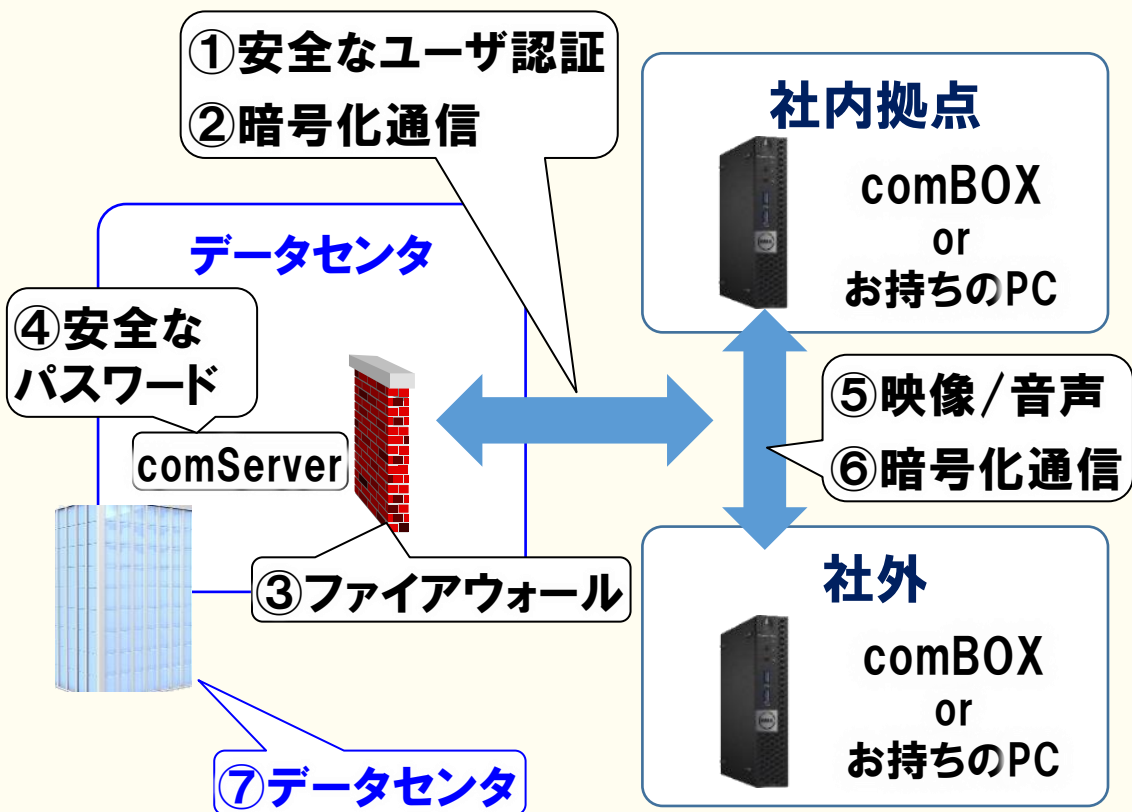 ①安全なユーザ認証
②暗号化通信
社内拠点
comBOX
or
お持ちのPC
データセンタ
④安全な
パスワード
comServer
⑤映像/音声
⑥暗号化通信
③ファイアウォール
社外
comBOX
or
お持ちのPC
⑦データセンタ